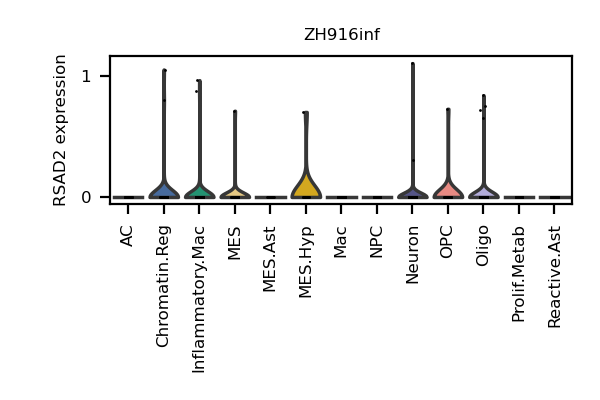 ZH916inf
RSAD2 expression
1
0
AC
Chromatin.Reg
Inflammatory.Mac
MES
MES.Ast
MES.Hyp
Mac
NPC
Neuron
OPC
Oligo
Prolif.Metab
Reactive.Ast